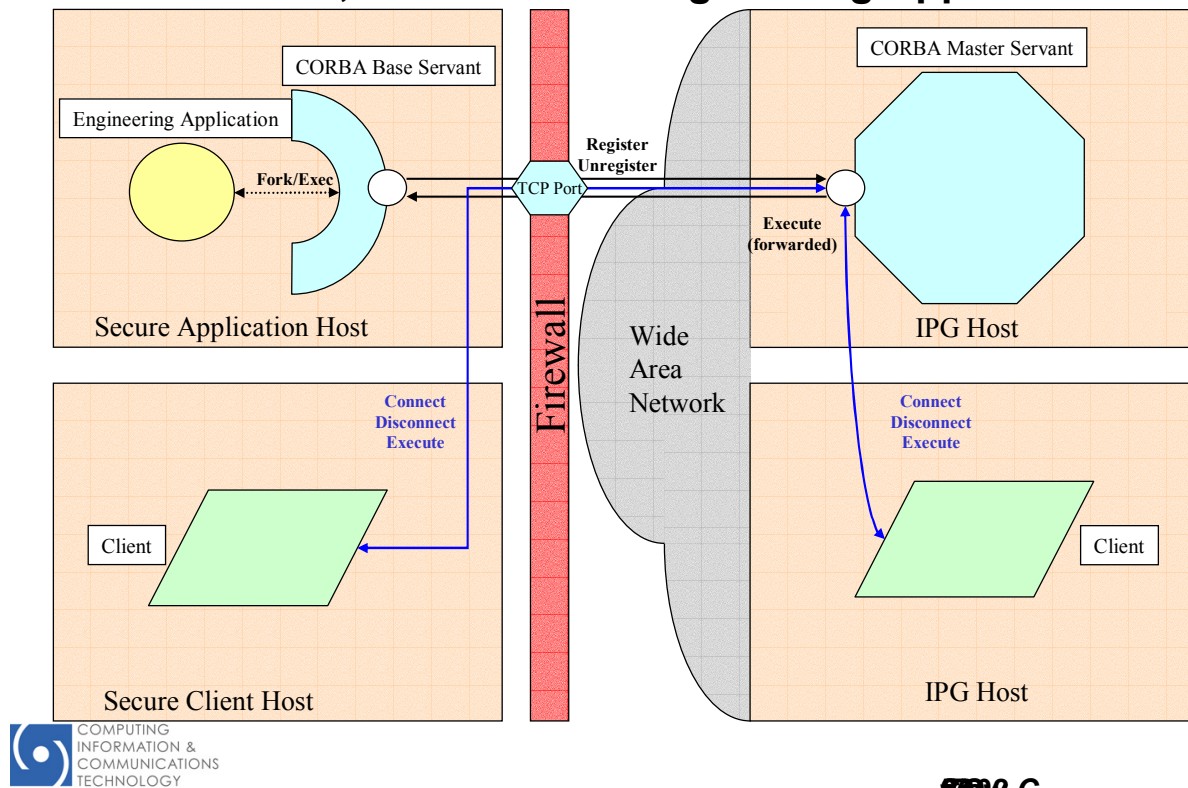 CORBA Base Servant
Engineering Application
Fork/Exec
Secure Application Host
TCP Port
Register
Unregister
Execute
(forwarded)
CORBA Master Servant
IPG Host
Firewall
Wide
Area
Network
Connect
Disconnect
Execute
Client
Secure Client Host
Connect
Disconnect
Execute
Client
IPG Host
COMPUTING
INFORMATION &
COMMUNICATIONS
TECHNOLOGY